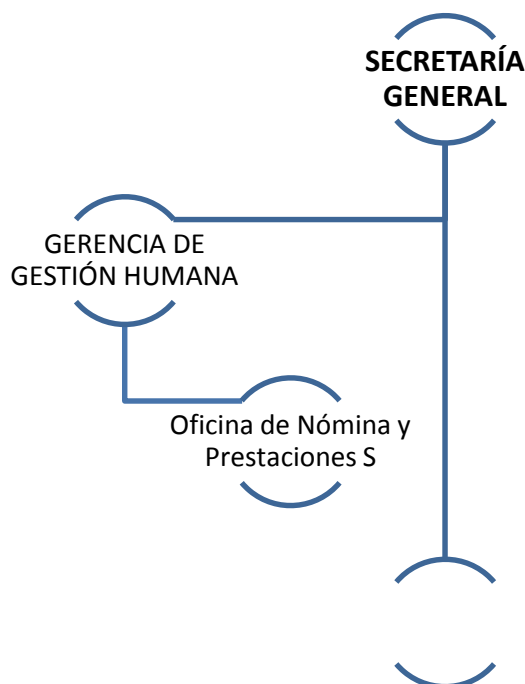 SECRETARÍA
GENERAL
GERENCIA DE
GESTIÓN HUMANA
Oficina de Nómina y
Prestaciones S